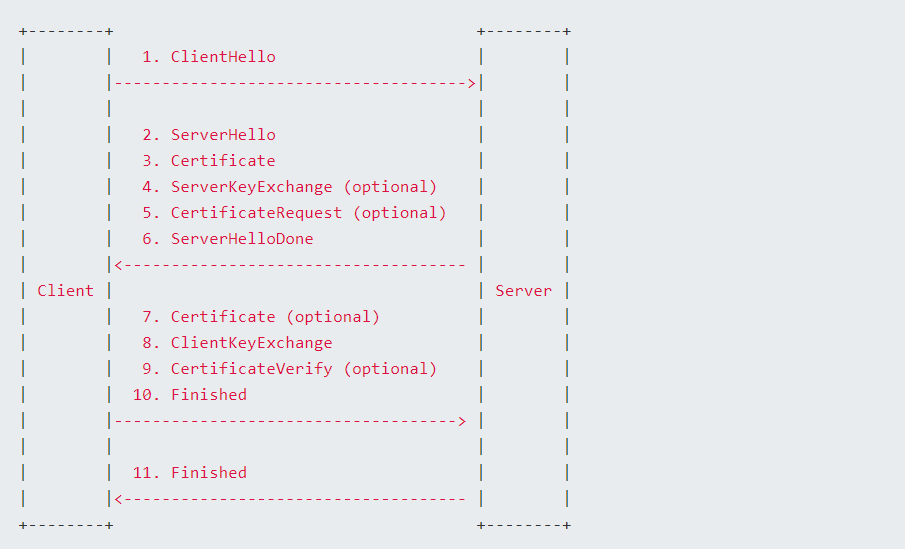 +--------+                                      +--------+
|        |   1. ClientHello                     |        |
|        |------------------------------------->|        |
|        |                                      |        |
|        |   2. ServerHello                     |        |
|        |   3. Certificate                     |        |
|        |   4. ServerKeyExchange (optional)    |        |
|        |   5. CertificateRequest (optional)   |        |
|        |   6. ServerHelloDone                 |        |
|        |<------------------------------------ |        |
| Client |                                      | Server |
|        |   7. Certificate (optional)          |        |
|        |   8. ClientKeyExchange               |        |
|        |   9. CertificateVerify (optional)    |        |
|        |  10. Finished                        |        |
|        |------------------------------------> |        |
|        |                                      |        |
|        |  11. Finished                        |        |
|        |<------------------------------------ |        |
+--------+                                      +--------+